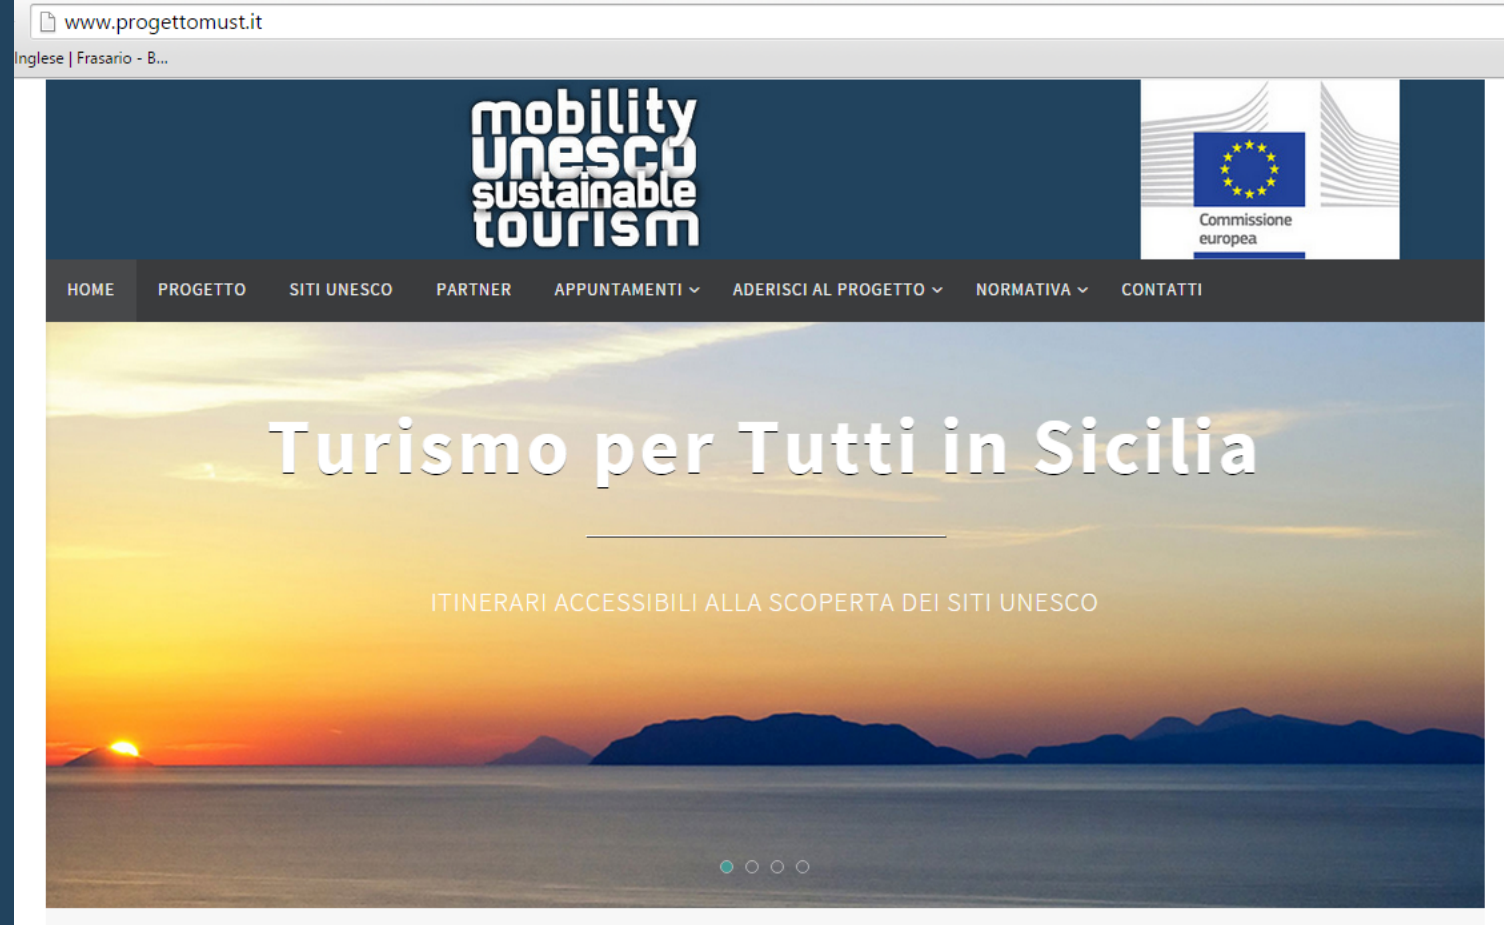 www.progettomust.it
Inglese | Frasario - B...
mobility
unesco
sustainable
tourism
Commissione
europea
HOME PROGETTO SITI UNESCO PARTNER APPUNTAMENTI ADERISCI AL PROGETTO NORMATIVA CONTATTI
Turismo per Tutti in Sicilia
ITINERARI ACCESSIBILI ALLA SCOPERTA DEI SITI UNESCO